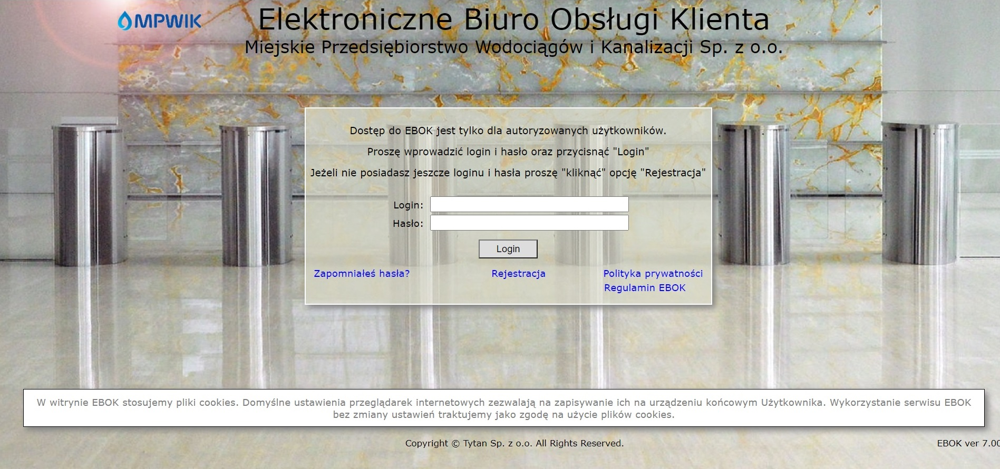 MPWIK
Elektroniczne Biuro Obsługi Klienta
Miejskie Przedsiębiorstwo Wodociągów i Kanalizacji Sp. z o.o.
Dostęp do EBOK jest tylko dla autoryzowanych użytkowników.
Proszę wprowadzić login i hasło oraz przycisnąć "Login"
Jeżeli nie posiadasz jeszcze loginu i hasła proszę "kliknąć" opcję "Rejestracja"
Login:
Hasło:
Login
Zapomniałeś hasła? Rejestracja Polityka prywatności
Regulamin EBOK
W witrynie EBOK stosujemy pliki cookies. Domyślne ustawienia przeglądarek internetowych zezwalają na zapisywanie ich na urządzeniu końcowym Użytkownika. Wykorzystanie serwisu EBOK
bez zmiany ustawień traktujemy jako zgodę na użycie plików cookies.
Copyright © Tytan Sp. z o.o. All Rights Reserved. EBOK ver 7.00